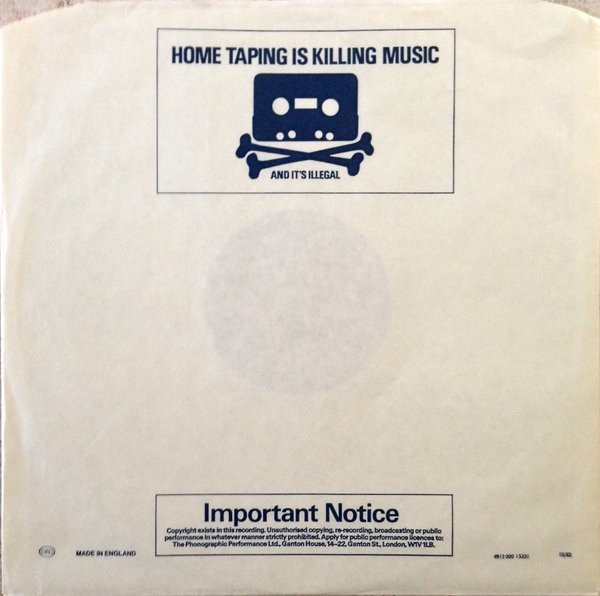 HOME TAPING IS KILLING MUSIC
AND IT'S ILLEGAL
Important Notice
Copyright exists in this recording. Unauthorised copying, re-recording, broadcasting or public
performance in whatever manner strictly prohibited. Apply for public performance licences to:
The Phonographic Performance Ltd., Ganton House, 14–22, Ganton St., London, W1V 1LB.
MADE IN ENGLAND
10/82